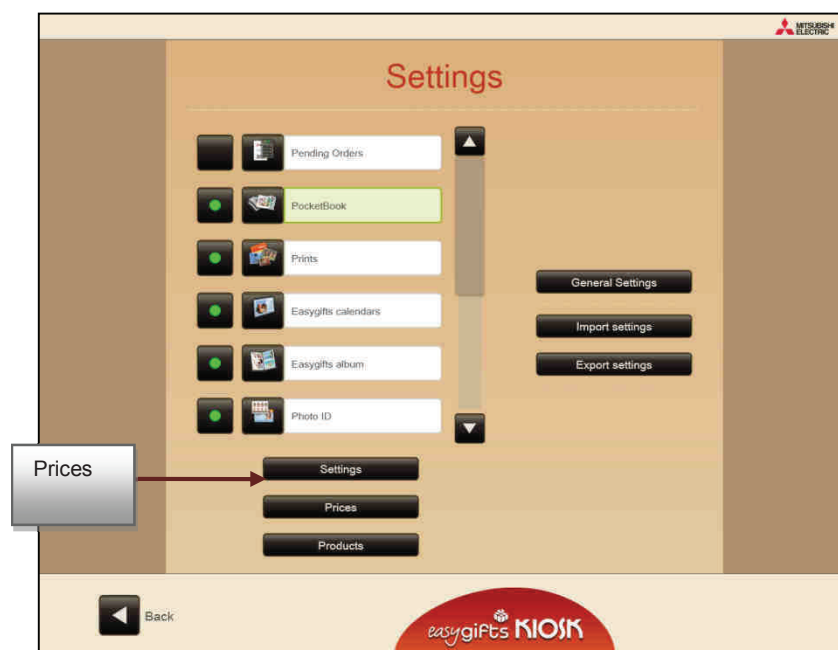 MITSUBISHI
ELECTRIC
Settings
Pending Orders
PocketBook
Prints
Easygifts calendars
Easygifts album
Photo ID
General Settings
Import settings
Export settings
Prices
Settings
Prices
Products
Back
easygifts KIOSK